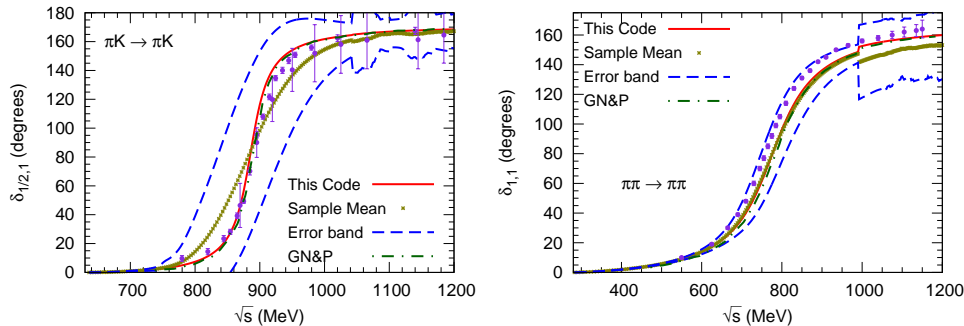 180
160
140
120
100
80
60
40
20
0
δ1/2,1 (degrees)
πK → πK
This Code
Sample Mean
Error band
GN&P
700 800 900 1000 1100 1200
√s (MeV)
180
160
140
120
100
80
60
40
20
0
δ1,1 (degrees)
This Code
Sample Mean
Error band
GN&P
ππ → ππ
400 600 800 1000 1200
√s (MeV)